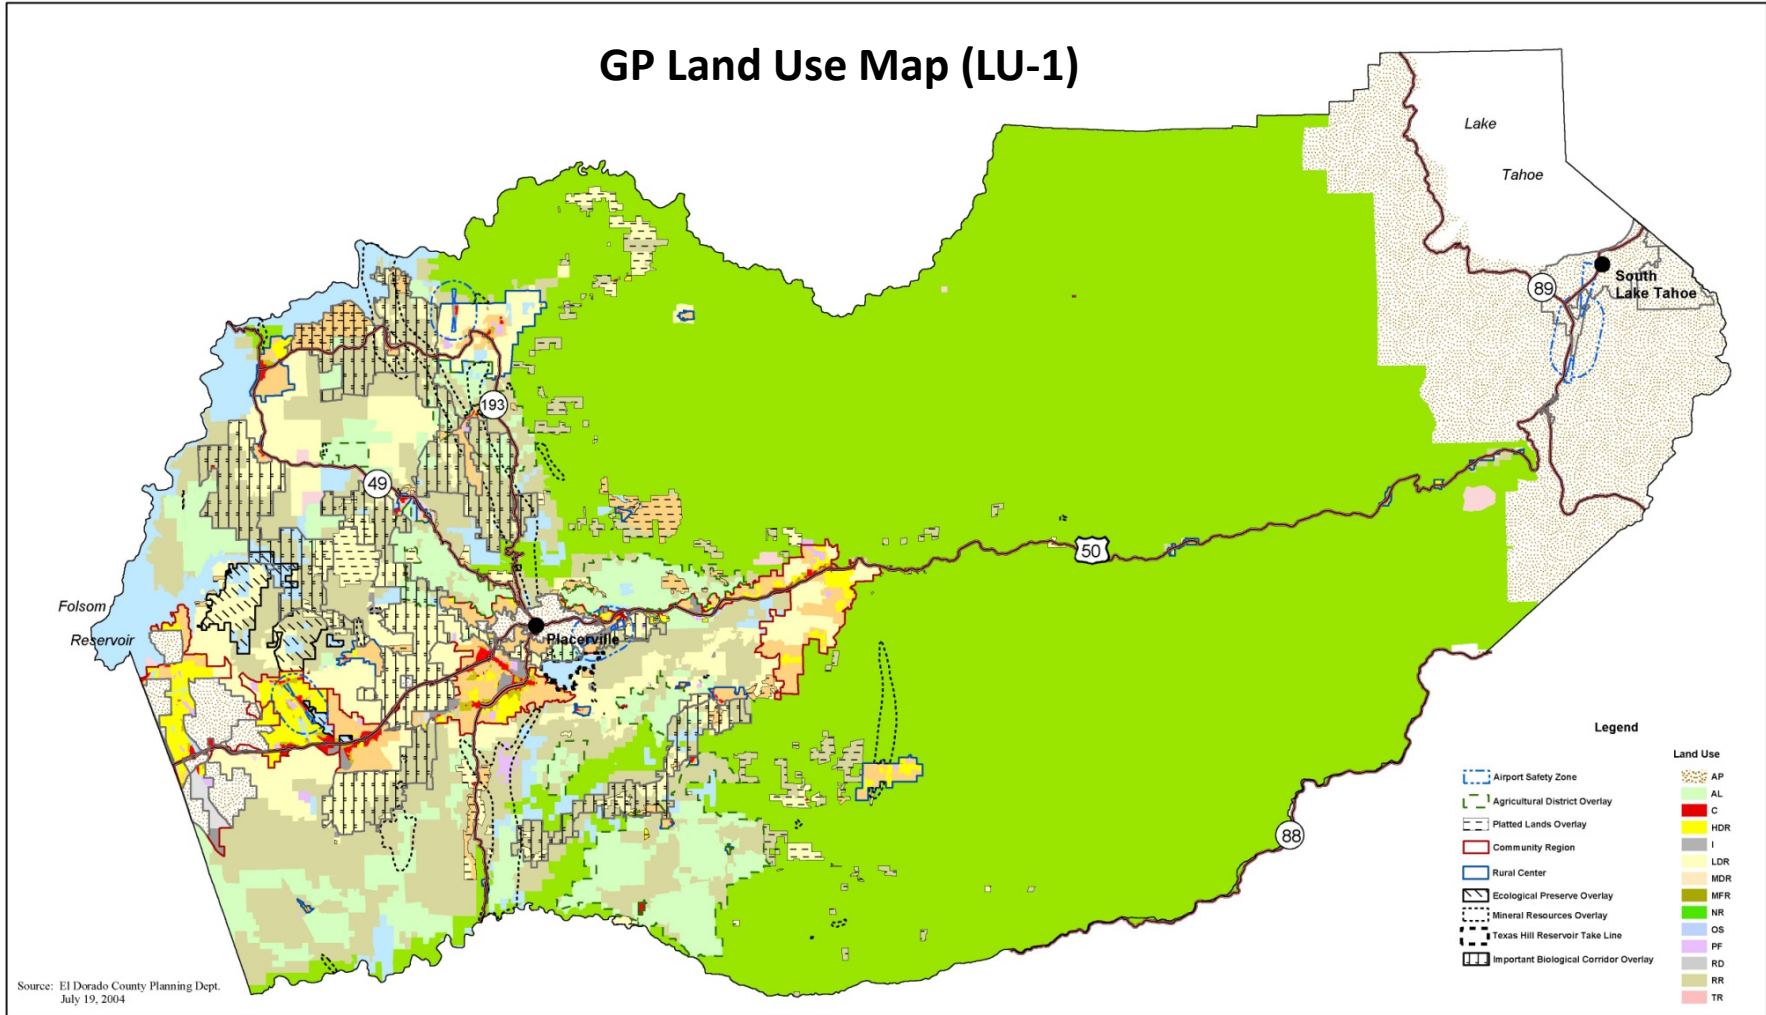 GP Land Use Map (LU-1)
Lake
Tahoe
South
Lake Tahoe
89
193
49
50
Folsom
Reservoir
Placerville
88
Legend
Airport Safety Zone
Agricultural District Overlay
Platted Lands Overlay
Community Region
Rural Center
Ecological Preserve Overlay
Mineral Resources Overlay
Texas Hill Reservoir Take Line
Important Biological Corridor Overlay
Land Use
AP
AL
C
HDR
I
LDR
MDR
MFR
NR
OS
PF
RD
RR
TR
Source: El Dorado County Planning Dept.
July 19, 2004